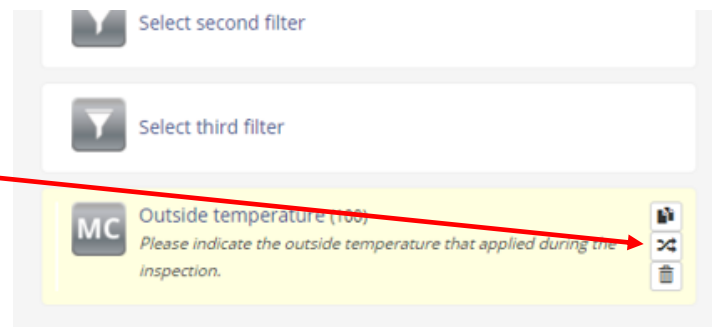 Select second filter
Select third filter
MC
Outside temperature (100)
Please indicate the outside temperature that applied during the
inspection.